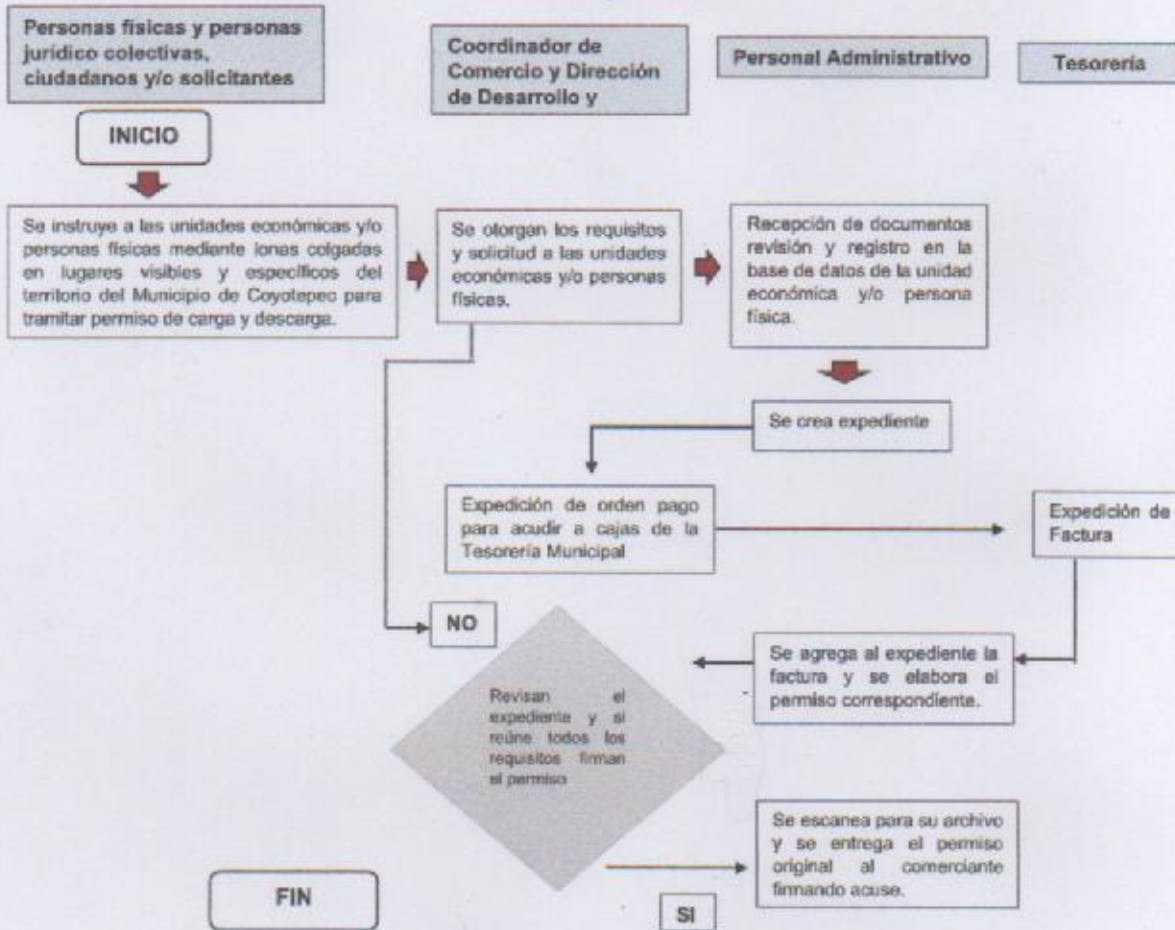 Personas físicas y personas
jurídico colectivas,
ciudadanos y/o solicitantes
Coordinador de
Comercio y Dirección
de Desarrollo y
Personal Administrativo
Tesorería
INICIO
Se instruye a las unidades económicas y/o
personas físicas mediante lonas colgadas
en lugares visibles y específicos del
territorio del Municipio de Coyotepec para
tramitar permiso de carga y descarga.
Se otorgan los requisitos
y solicitud a las unidades
económicas y/o personas
físicas.
Recepción de documentos
revisión y registro en la
base de datos de la unidad
económica y/o persona
física.
Se crea expediente
Expedición de orden pago
para acudir a cajas de la
Tesorería Municipal
Expedición de
Factura
NO
Se agrega al expediente la
factura y se elabora el
permiso correspondiente.
Revisan el
expediente y si
reúne todos los
requisitos firman
el permiso
Se escanea para su archivo
y se entrega el permiso
original al comerciante
firmando acuse.
FIN
SI